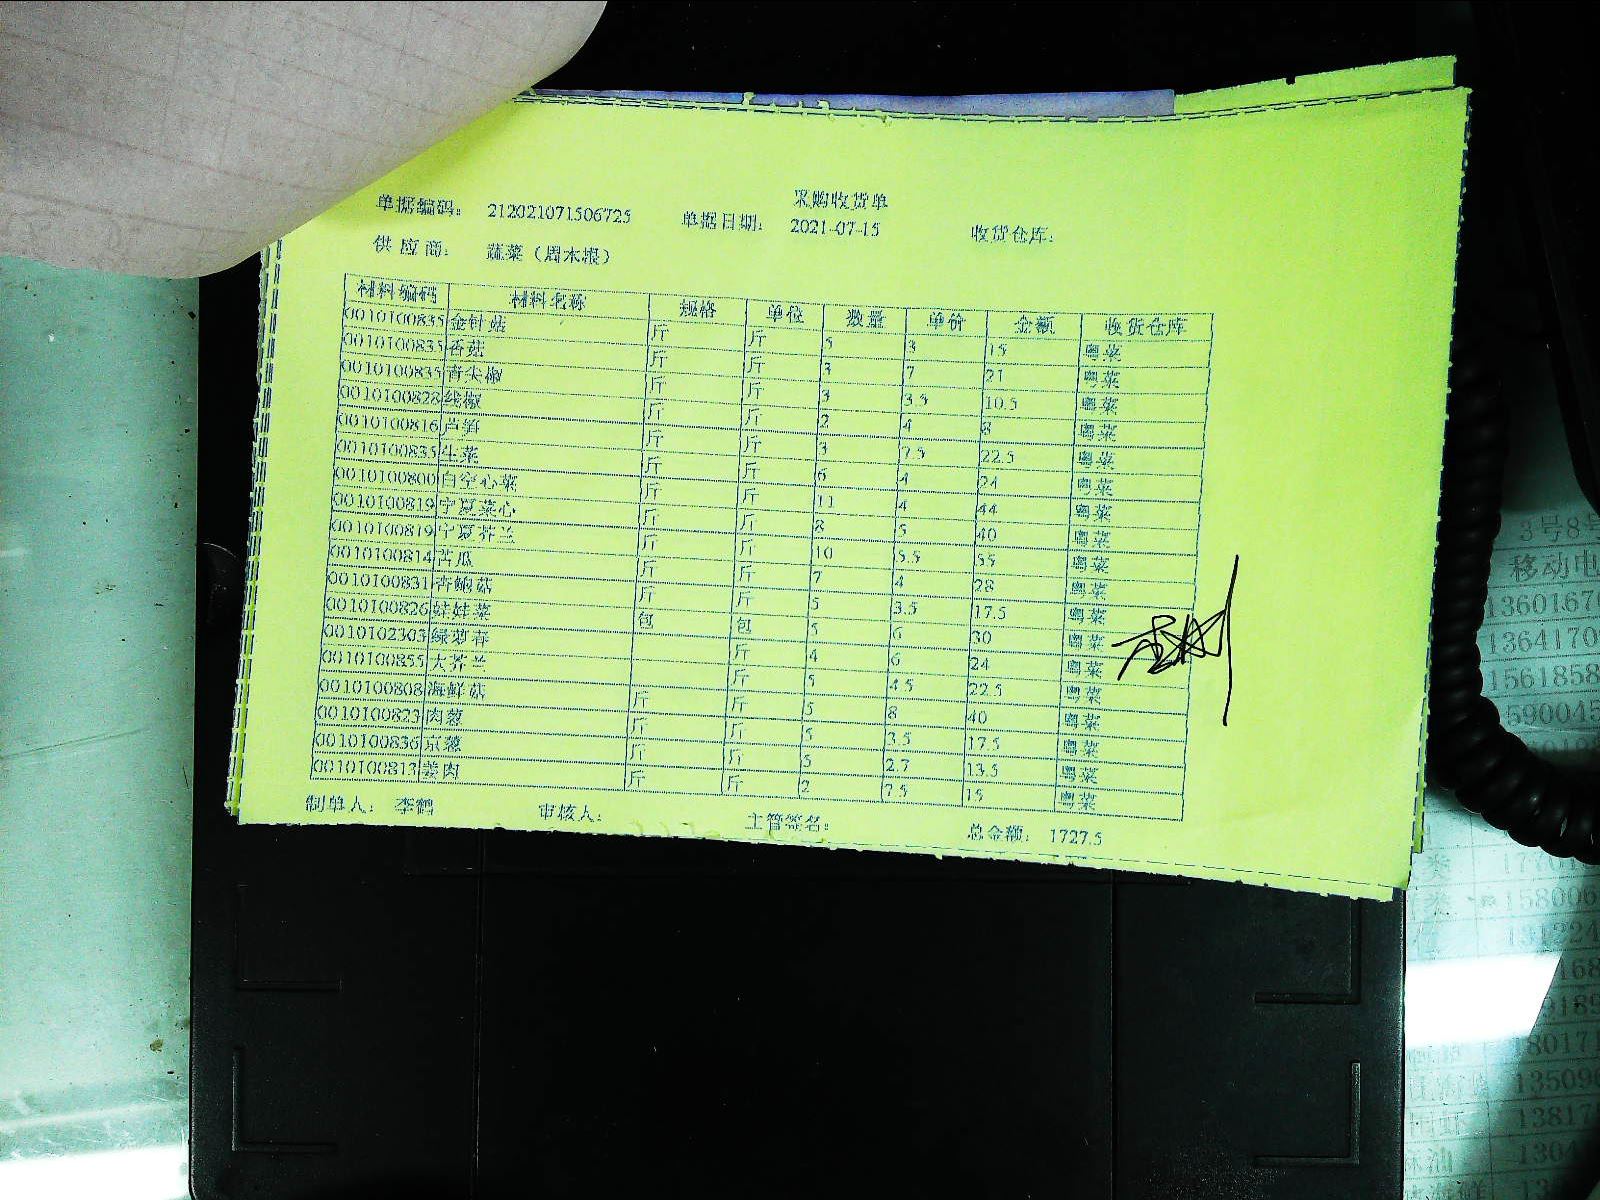 采购收货单
单据编码: 212021071506725 单据日期: 2021-07-15 收货仓库:
供应商: 蔬菜（周木根）
材料编码 材料名称 规格 单位 数量 单价 金额 收货仓库
0010100835 金针菇 斤 斤 5 3 15 粤菜
0010100835 香菇 斤 斤 3 7 21 粤菜
0010100835 青尖椒 斤 斤 3 3.5 10.5 粤菜
0010100828 线椒 斤 斤 2 4 8 粤菜
0010100816 芦笋 斤 斤 3 7.5 22.5 粤菜
0010100835 生菜 斤 斤 6 4 24 粤菜
0010100800 白空心菜 斤 斤 11 4 44 粤菜
0010100819 宁夏菜心 斤 斤 8 5 40 粤菜
0010100819 宁夏芥兰 斤 斤 10 5.5 55 粤菜
0010100814 苦瓜 斤 斤 7 4 28 粤菜
0010100831 杏鲍菇 斤 斤 5 3.5 17.5 粤菜
0010100826 娃娃菜 包 包 5 6 30 粤菜
0010102303 绿萝春 斤 4 6 24 粤菜
0010100855 大芥兰 斤 5 4.5 22.5 粤菜
0010100808 海鲜菇 斤 斤 5 8 40 粤菜
0010100823 肉葱 斤 斤 5 3.5 17.5 粤菜
0010100836 京葱 斤 斤 5 2.7 13.5 粤菜
0010100813 姜肉 斤 斤 2 7.5 15 粤菜
制单人: 李鹤 审核人: 主管签名: 总金额: 1727.5
3号8号
移动电
1360167
1364170
1561858
590045
类
类 158006
191224
168
9189
180171
135096
13817
1304